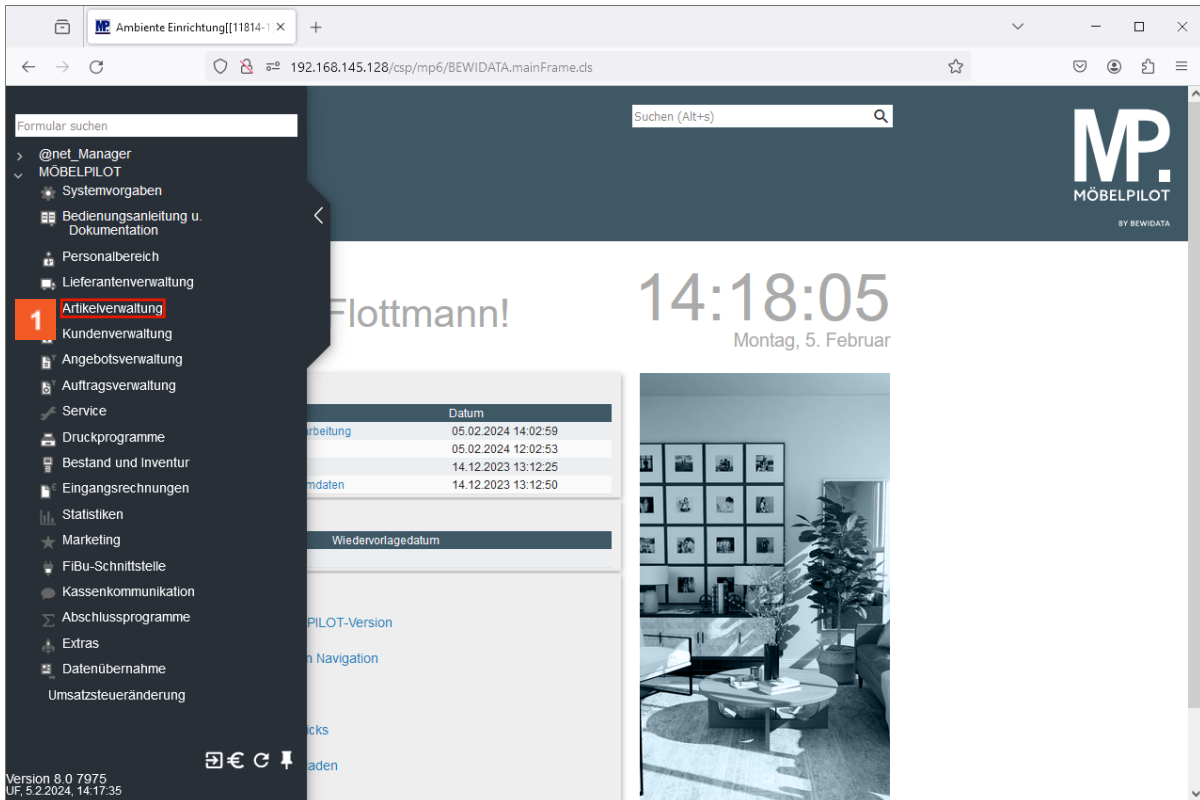 Ambiente Einrichtung[[11814-1
192.168.145.128/csp/mp6/BEWIDATA.mainFrame.cls
Formular suchen
Suchen (Alt+s)
MP.
MÖBELPILOT
BY BEWIDATA
@net_Manager
MÖBELPILOT
Systemvorgaben
Bedienungsanleitung u.
Dokumentation
Personalbereich
Lieferantenverwaltung
1 Artikelverwaltung
Kundenverwaltung
Angebotsverwaltung
Auftragsverwaltung
Service
Druckprogramme
Bestand und Inventur
Eingangsrechnungen
Statistiken
Marketing
FiBu-Schnittstelle
Kassenkommunikation
Abschlussprogramme
Extras
Datenübernahme
Umsatzsteueränderung
Version 8.0 7975
UF, 5.2.2024, 14:17:35
Flottmann!
14:18:05
Montag, 5. Februar
Datum
rbeitung 05.02.2024 14:02:59
05.02.2024 12:02:53
14.12.2023 13:12:25
mdaten 14.12.2023 13:12:50
Wiedervorlagedatum
PILOT-Version
n Navigation
icks
aden